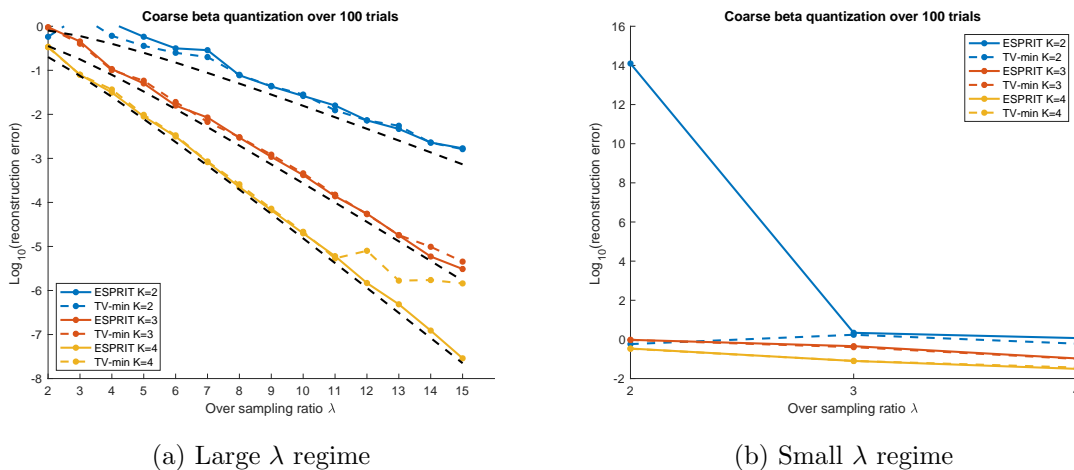 Coarse beta quantization over 100 trials
0
-1
-2
-3
-4
-5
-6
-7
-8
Log10(reconstruction error)
ESPRIT K=2
TV-min K=2
ESPRIT K=3
TV-min K=3
ESPRIT K=4
TV-min K=4
2 3 4 5 6 7 8 9 10 11 12 13 14 15
Over sampling ratio λ
(a) Large λ regime
Coarse beta quantization over 100 trials
16
14
12
10
8
6
4
2
0
-2
Log10(reconstruction error)
ESPRIT K=2
TV-min K=2
ESPRIT K=3
TV-min K=3
ESPRIT K=4
TV-min K=4
2 3
Over sampling ratio λ
(b) Small λ regime